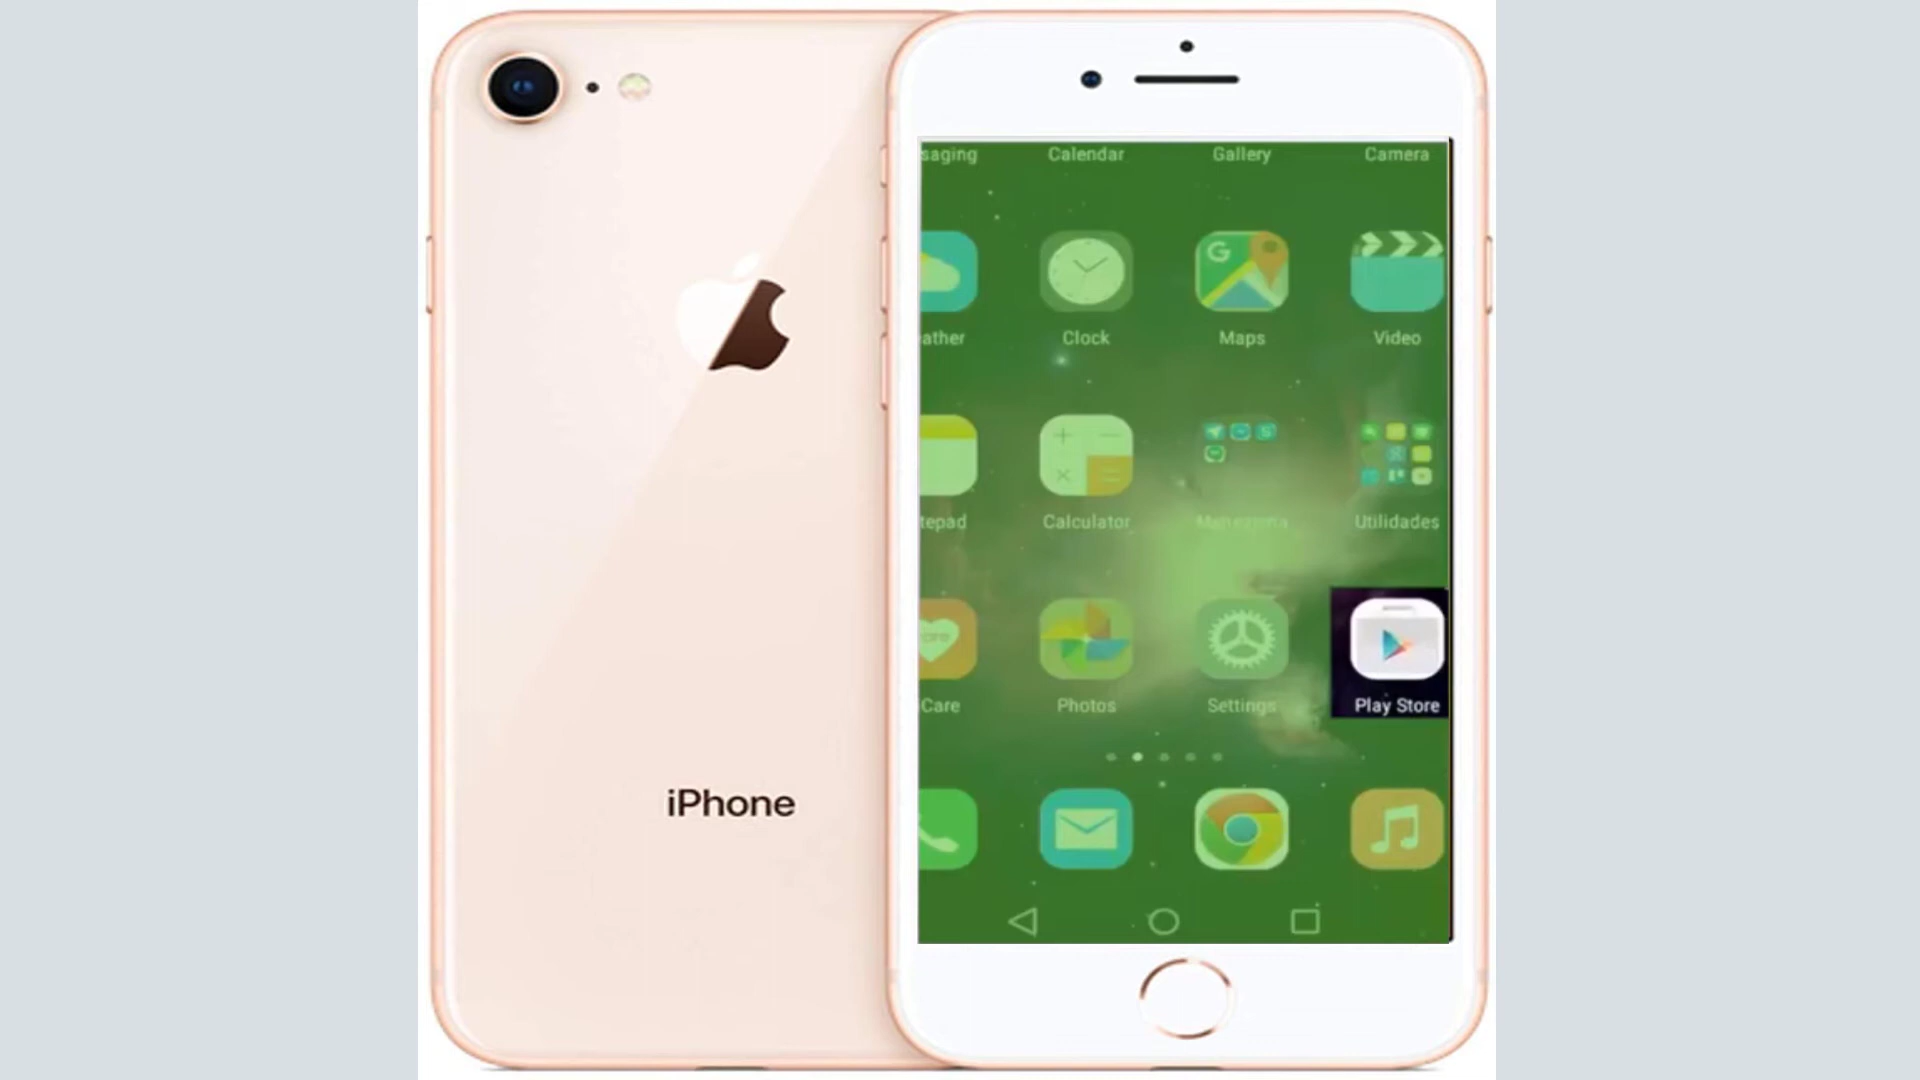 saging Calendar Gallery Camera
ather Clock Maps Video
tepad Calculator Utilidades
Care Photos Settings Play Store
iPhone